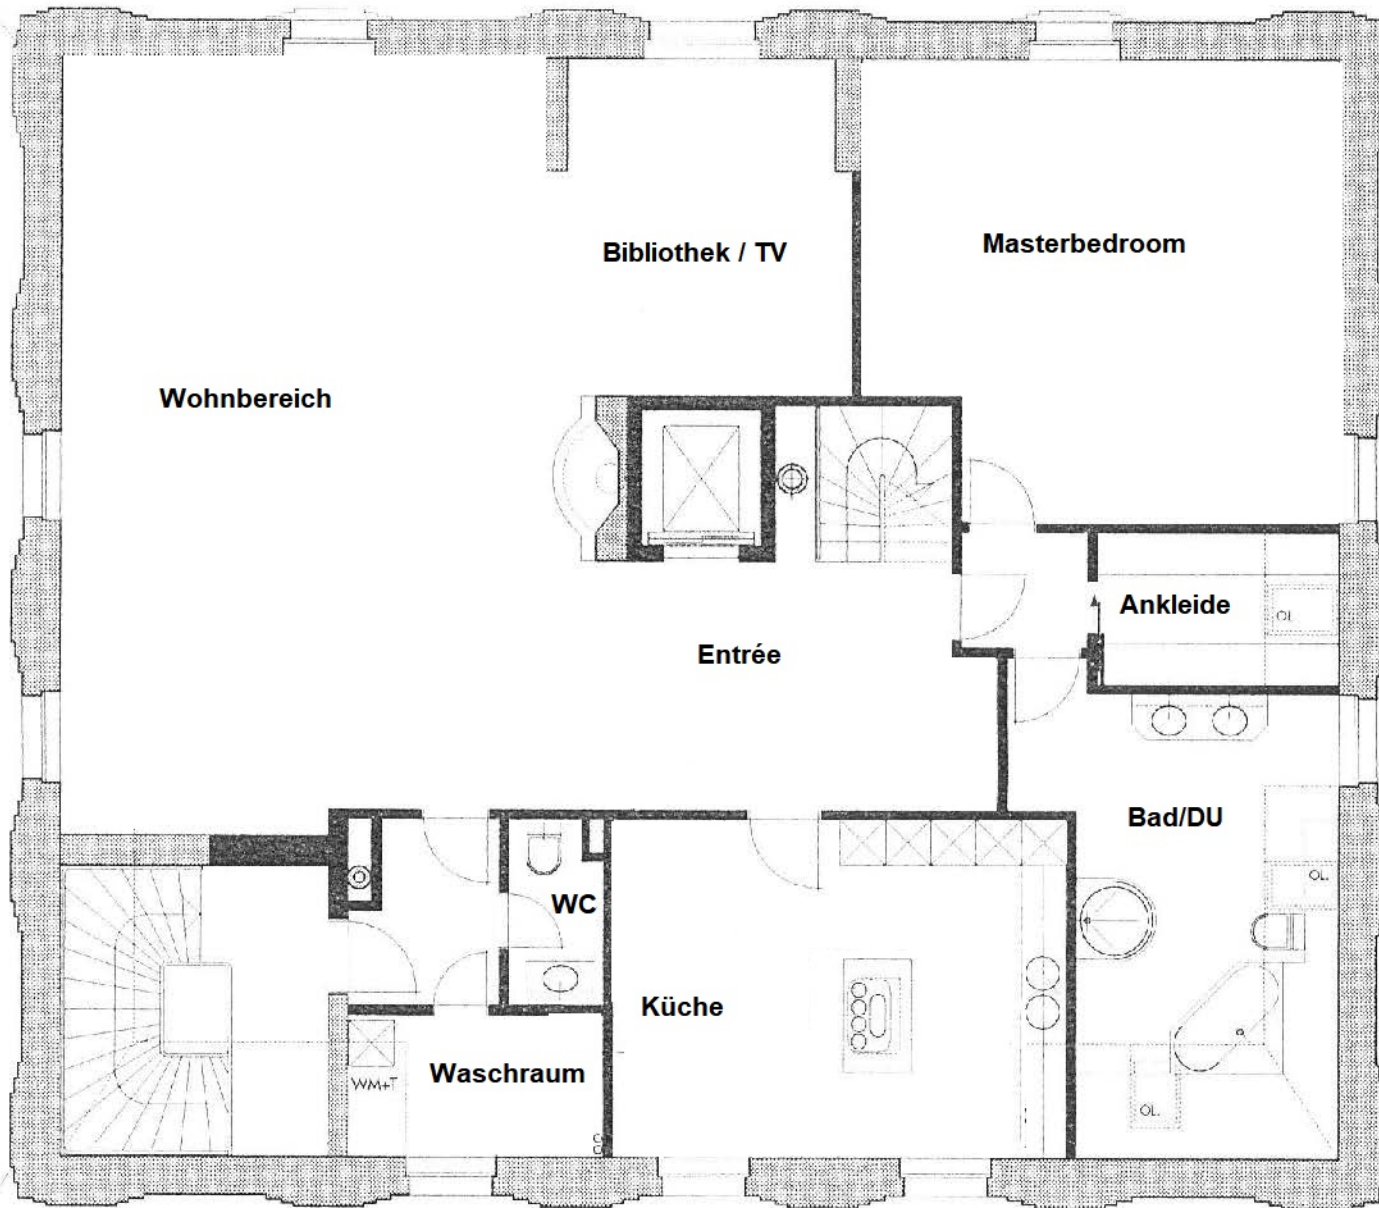 Bibliothek / TV
Masterbedroom
Wohnbereich
Ankleide
OL.
Entrée
Bad/DU
OL.
WC
Küche
Waschraum
WM+T
OL.